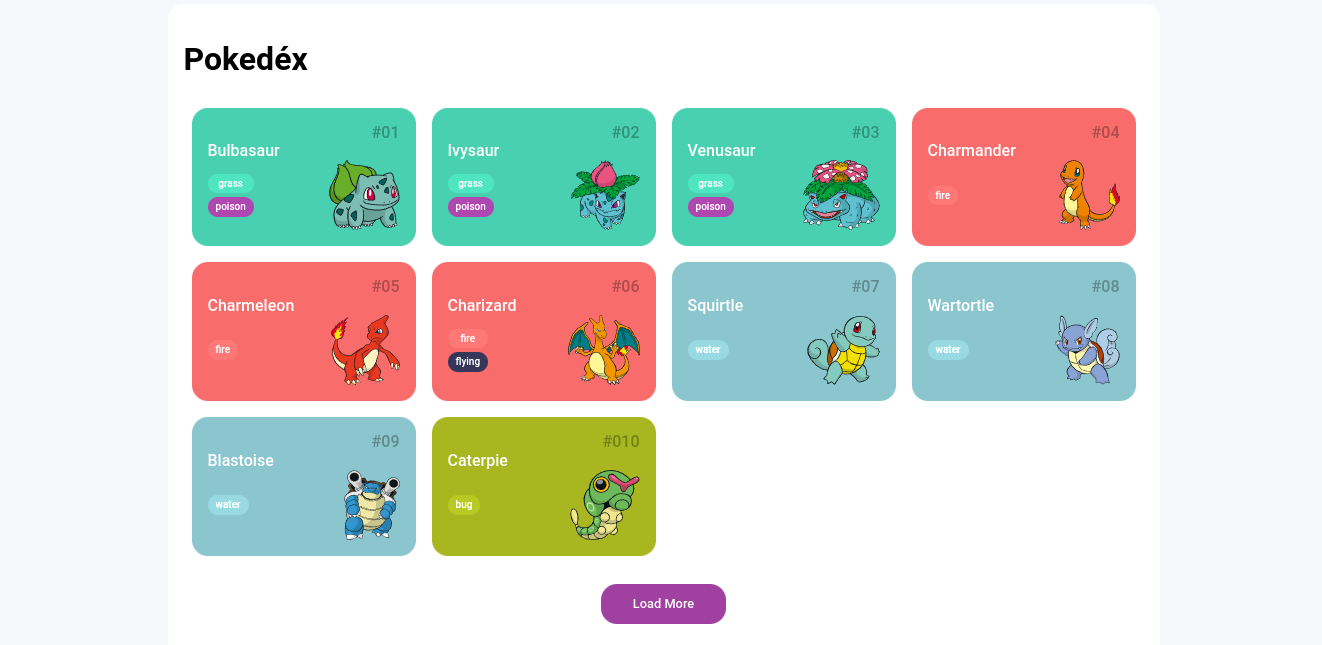 Pokedéx
#01
Bulbasaur
grass
poison
#02
Ivysaur
grass
poison
#03
Venusaur
grass
poison
#04
Charmander
fire
#05
Charmeleon
fire
#06
Charizard
fire
flying
#07
Squirtle
water
#08
Wartortle
water
#09
Blastoise
water
#010
Caterpie
bug
Load More